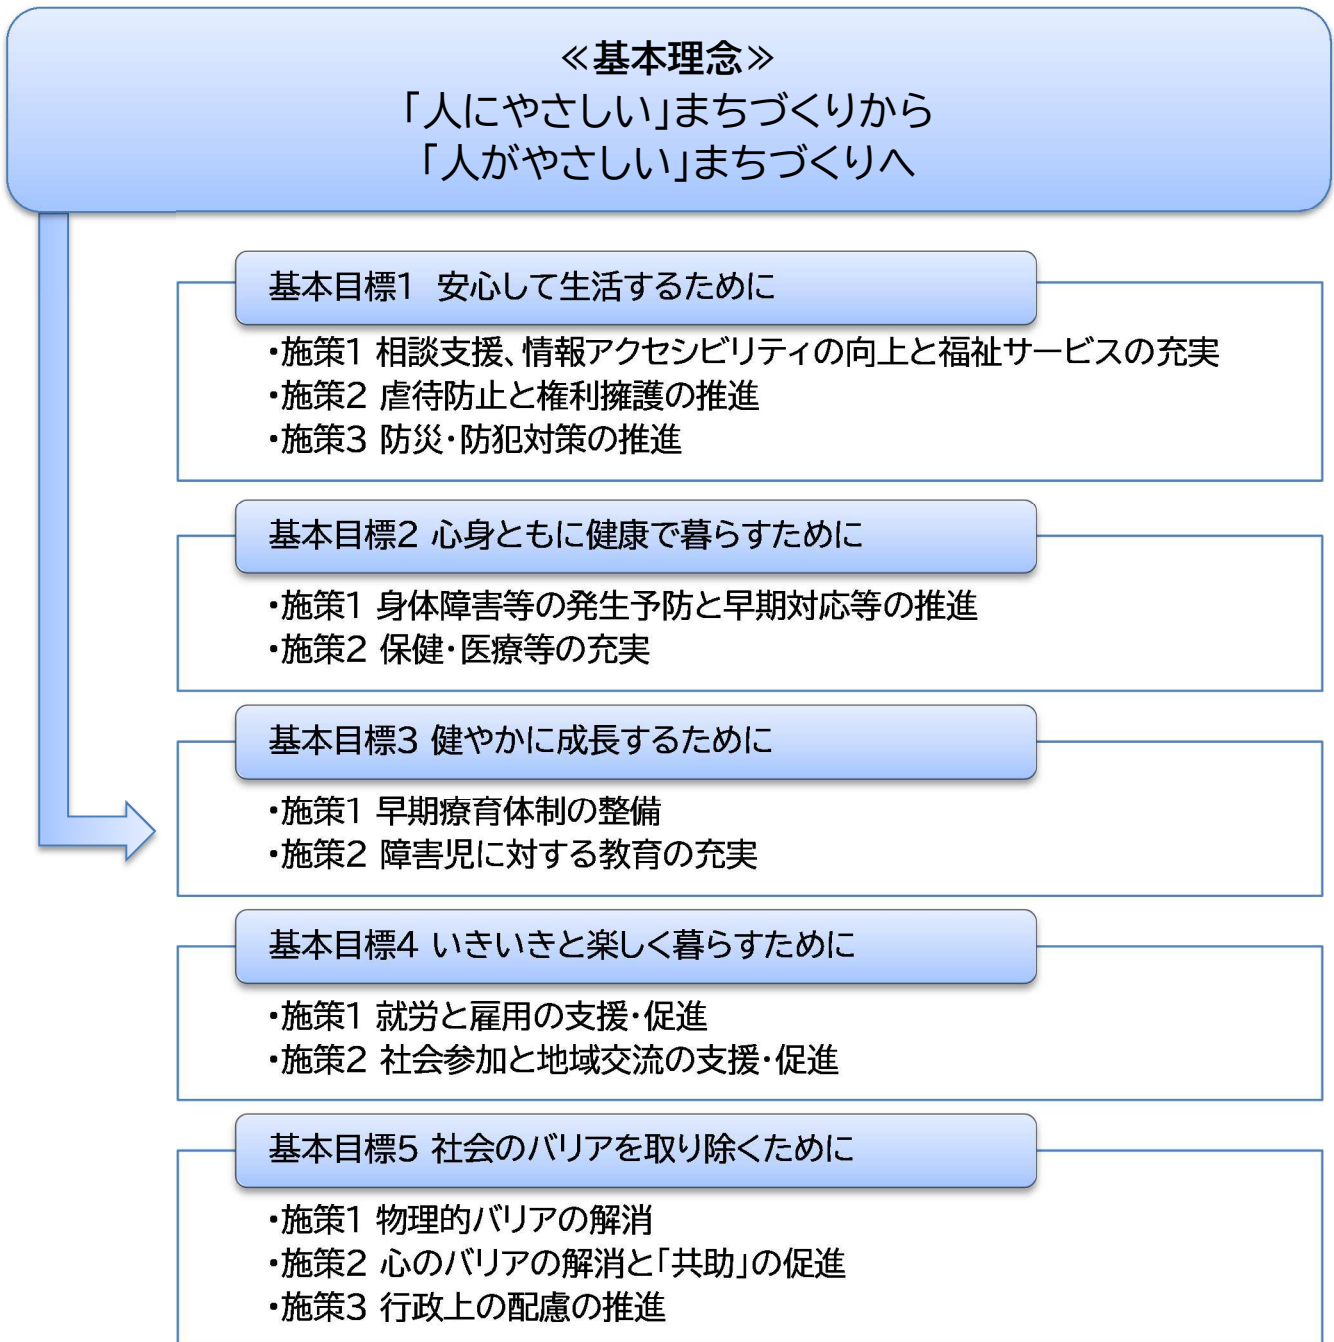 ≪基本理念≫
「人にやさしい」まちづくりから
「人がやさしい」まちづくりへ
基本目標1 安心して生活するために
・施策1 相談支援、情報アクセシビリティの向上と福祉サービスの充実
・施策2 虐待防止と権利擁護の推進
・施策3 防災・防犯対策の推進
基本目標2 心身ともに健康で暮らすために
・施策1 身体障害等の発生予防と早期対応等の推進
・施策2 保健・医療等の充実
基本目標3 健やかに成長するために
・施策1 早期療育体制の整備
・施策2 障害児に対する教育の充実
基本目標4 いきいきと楽しく暮らすために
・施策1 就労と雇用の支援・促進
・施策2 社会参加と地域交流の支援・促進
基本目標5 社会のバリアを取り除くために
・施策1 物理的バリアの解消
・施策2 心のバリアの解消と「共助」の促進
・施策3 行政上の配慮の推進